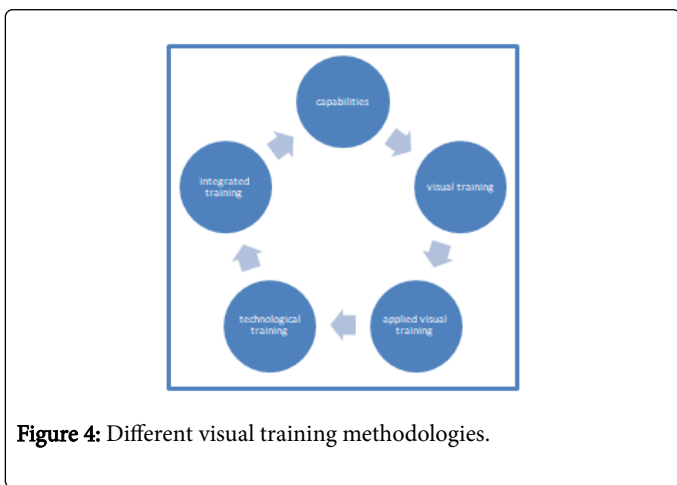 capabilities
visual training
applied visual
training
technological
training
integrated
training
Figure 4: Different visual training methodologies.